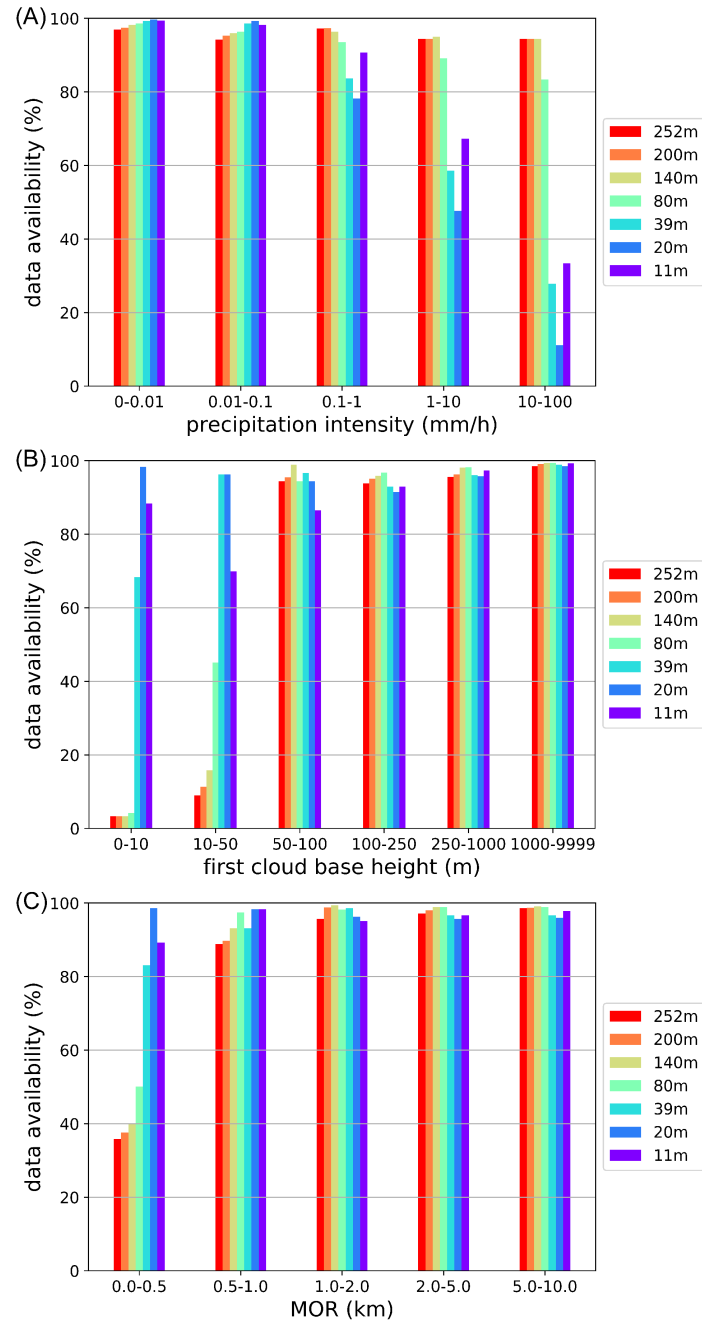 (A)
data availability (%)
100
80
60
40
20
0
0-0.01 0.01-0.1 0.1-1 1-10 10-100
precipitation intensity (mm/h)
252m
200m
140m
80m
39m
20m
11m
(B)
data availability (%)
100
80
60
40
20
0
0-10 10-50 50-100 100-250 250-1000 1000-9999
first cloud base height (m)
252m
200m
140m
80m
39m
20m
11m
(C)
data availability (%)
100
80
60
40
20
0
0.0-0.5 0.5-1.0 1.0-2.0 2.0-5.0 5.0-10.0
MOR (km)
252m
200m
140m
80m
39m
20m
11m